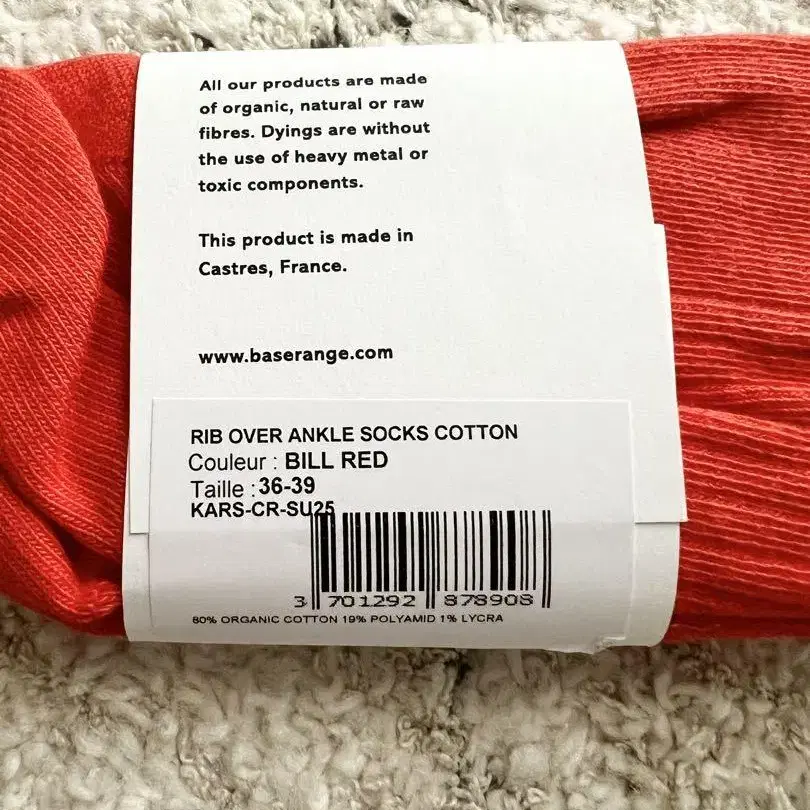 All our products are made
of organic, natural or raw
fibres. Dyings are without
the use of heavy metal or
toxic components.
This product is made in
Castres, France.
www.baserange.com
RIB OVER ANKLE SOCKS COTTON
Couleur : BILL RED
Taille : 36-39
KARS-CR-SU25
3 701292 878908
80% ORGANIC COTTON 19% POLYAMID 1% LYCRA